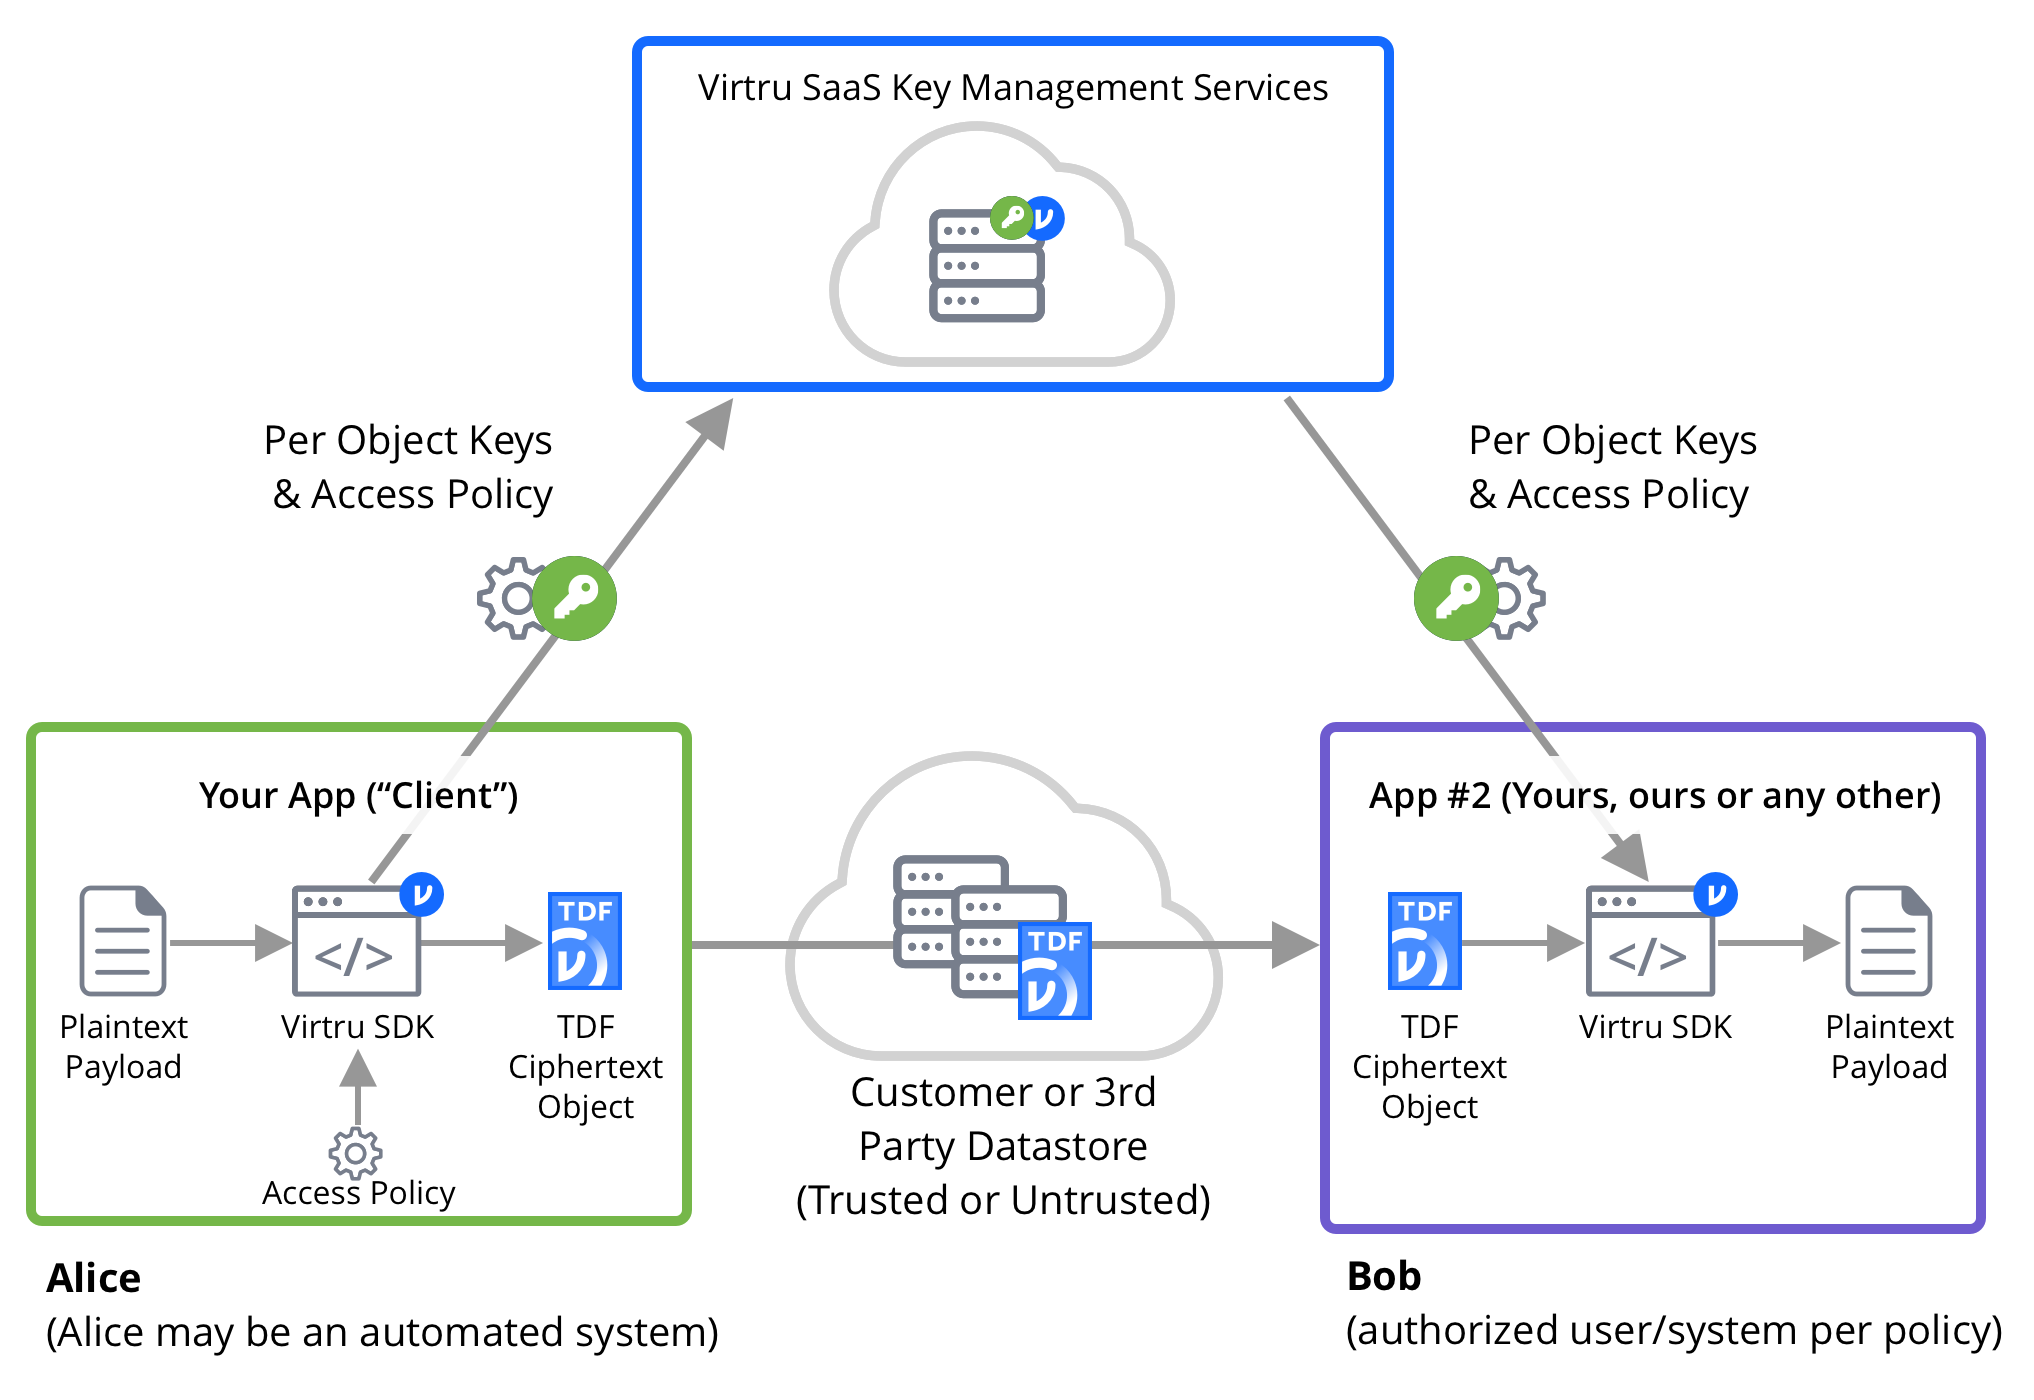 Virtru SaaS Key Management Services
Per Object Keys
& Access Policy
Per Object Keys
& Access Policy
Your App (“Client”)
Plaintext
Payload
Virtru SDK
TDF
TDF
Ciphertext
Object
Access Policy
Alice
(Alice may be an automated system)
TDF
Customer or 3rd
Party Datastore
(Trusted or Untrusted)
App #2 (Yours, ours or any other)
TDF
TDF
Ciphertext
Object
Virtru SDK
Plaintext
Payload
Bob
(authorized user/system per policy)